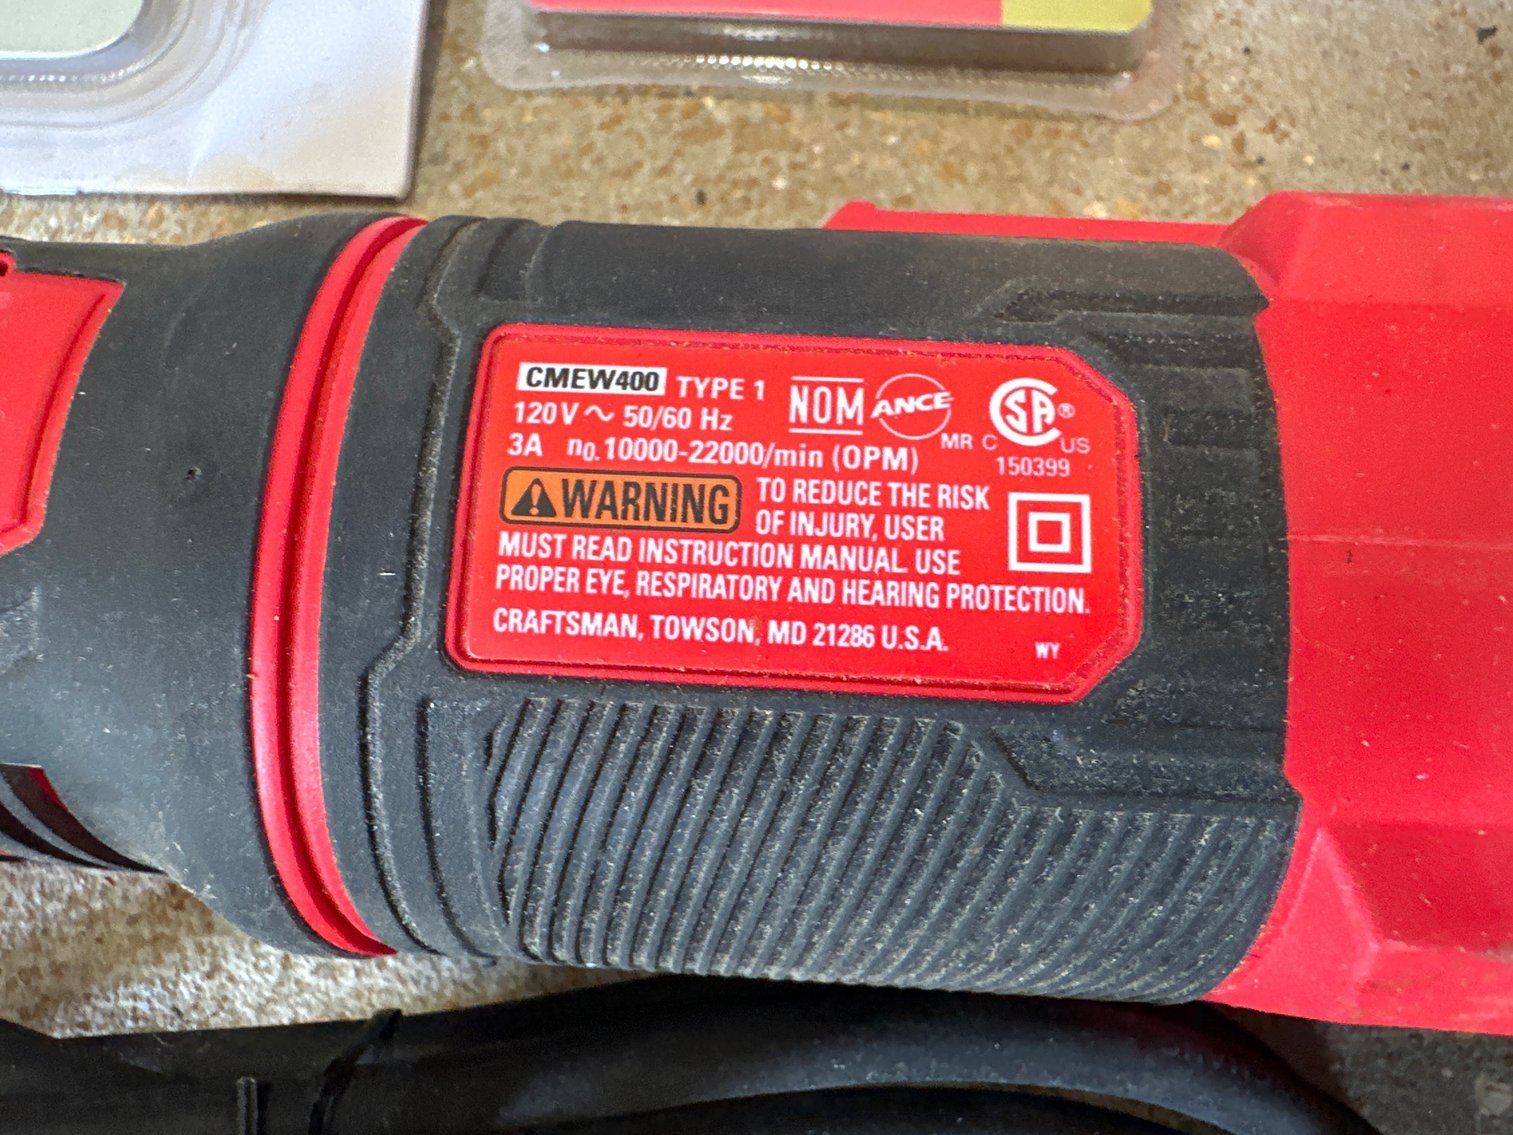 CMEW400 TYPE 1
120V ~ 50/60 Hz
3A n0. 10000-22000/min (OPM)
NOM ANCE MR C SA® US
150399
WARNING TO REDUCE THE RISK
OF INJURY, USER
MUST READ INSTRUCTION MANUAL. USE
PROPER EYE, RESPIRATORY AND HEARING PROTECTION.
CRAFTSMAN, TOWSON, MD 21286 U.S.A.
WY